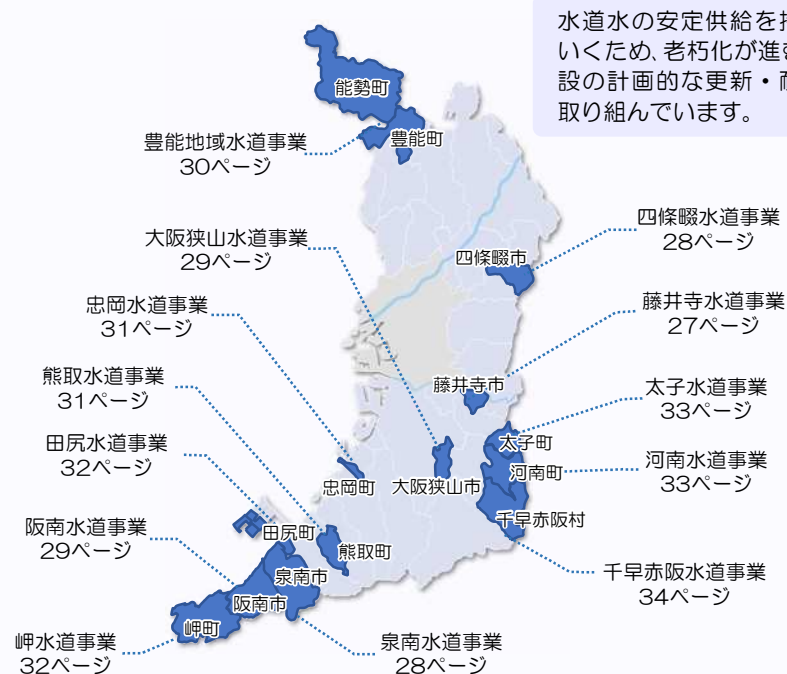 水道水の安定供給を
いくため、老朽化が進
設の計画的な更新・
取り組んでいます。
能勢町
豊能地域水道事業
30ページ
豊能町
大阪狭山水道事業
29ページ
四條畷水道事業
28ページ
四條畷市
忠岡水道事業
31ページ
藤井寺水道事業
27ページ
熊取水道事業
31ページ
藤井寺市
太子水道事業
33ページ
田尻水道事業
32ページ
太子町
河南町
河南水道事業
33ページ
忠岡町
大阪狭山市
千早赤阪村
阪南水道事業
29ページ
田尻町
熊取町
泉南市
阪南市
岬町
千早赤阪水道事業
34ページ
岬水道事業
32ページ
泉南水道事業
28ページ